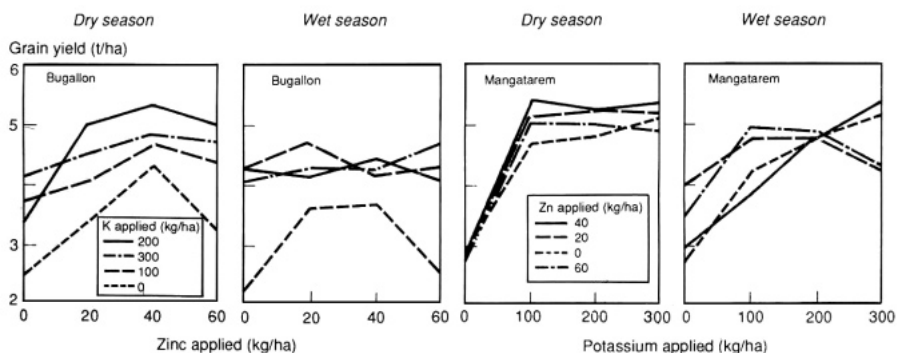 Dry season
Wet season
Dry season
Wet season
Grain yield (t/ha)
6
5
3
2
Bugallon
K applied (kg/ha)
200
300
100
0
0 20 40 60
Bugallon
0 20 40 60
Zinc applied (kg/ha)
Mangatarem
Zn applied (kg/ha)
40
20
0
60
0 100 200 300
Mangatarem
0 100 200 300
Potassium applied (kg/ha)